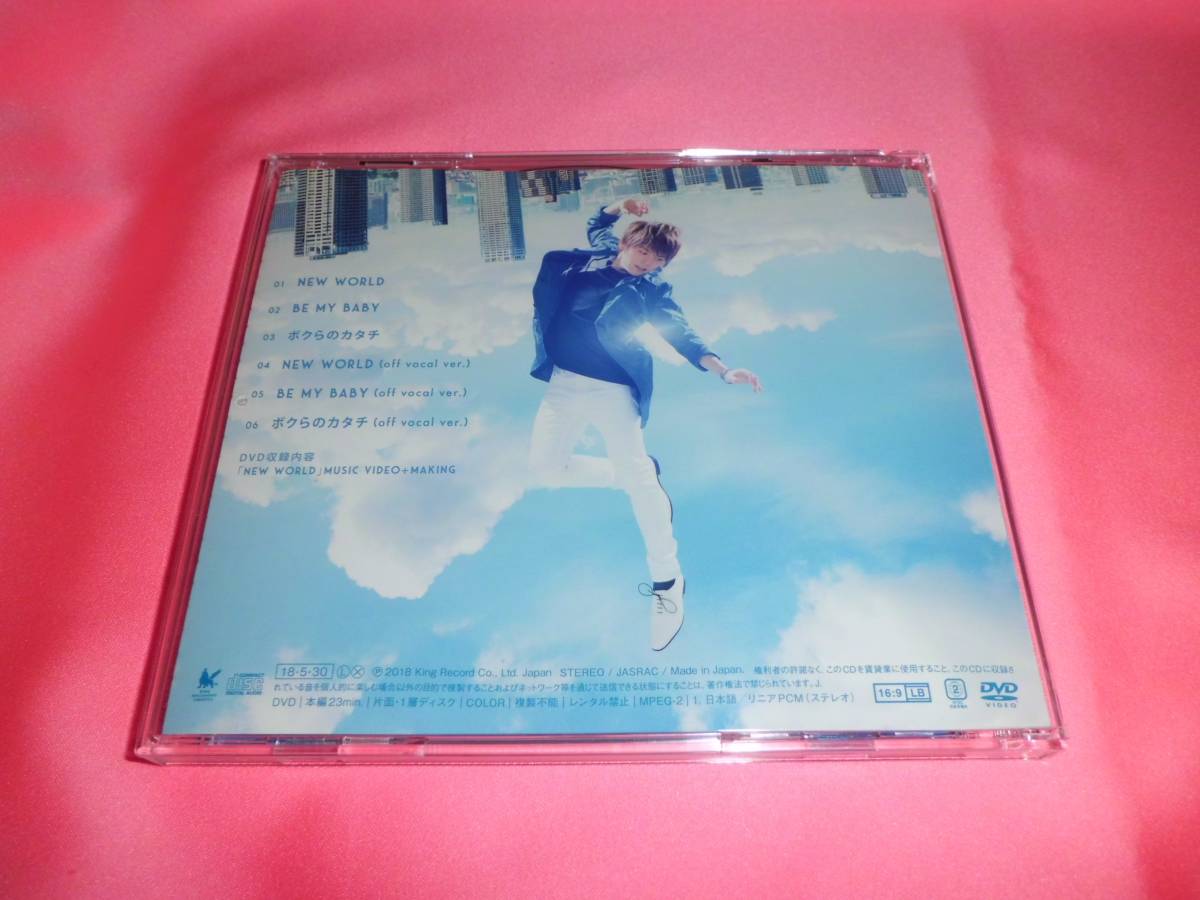 01 NEW WORLD
02 BE MY BABY
03 ボクらのカタチ
04 NEW WORLD (off vocal ver.)
05 BE MY BABY (off vocal ver.)
06 ボクらのカタチ (off vocal ver.)
DVD収録内容
「NEW WORLD」MUSIC VIDEO+MAKING
18-5-30 Ⓛ Ⓧ ℗2018 King Record Co., Ltd. Japan STEREO / JASRAC / Made in Japan. 権利者の許諾なく、このCDを賃貸業に使用すること、このCDに収録さ
れている音を個人的に楽しむ場合以外の目的で複製することおよびネットワーク等を通じて送信できる状態にすることは、著作権法で禁じられています。J.
DVD | 本編23min. | 片面・1層ディスク | COLOR | 複製不能 | レンタル禁止 | MPEG-2 | 1. 日本語 リニアPCM(ステレオ)
COMPACT
disc
DIGITAL AUDIO
16:9 LB
2
DVD
VIDEO